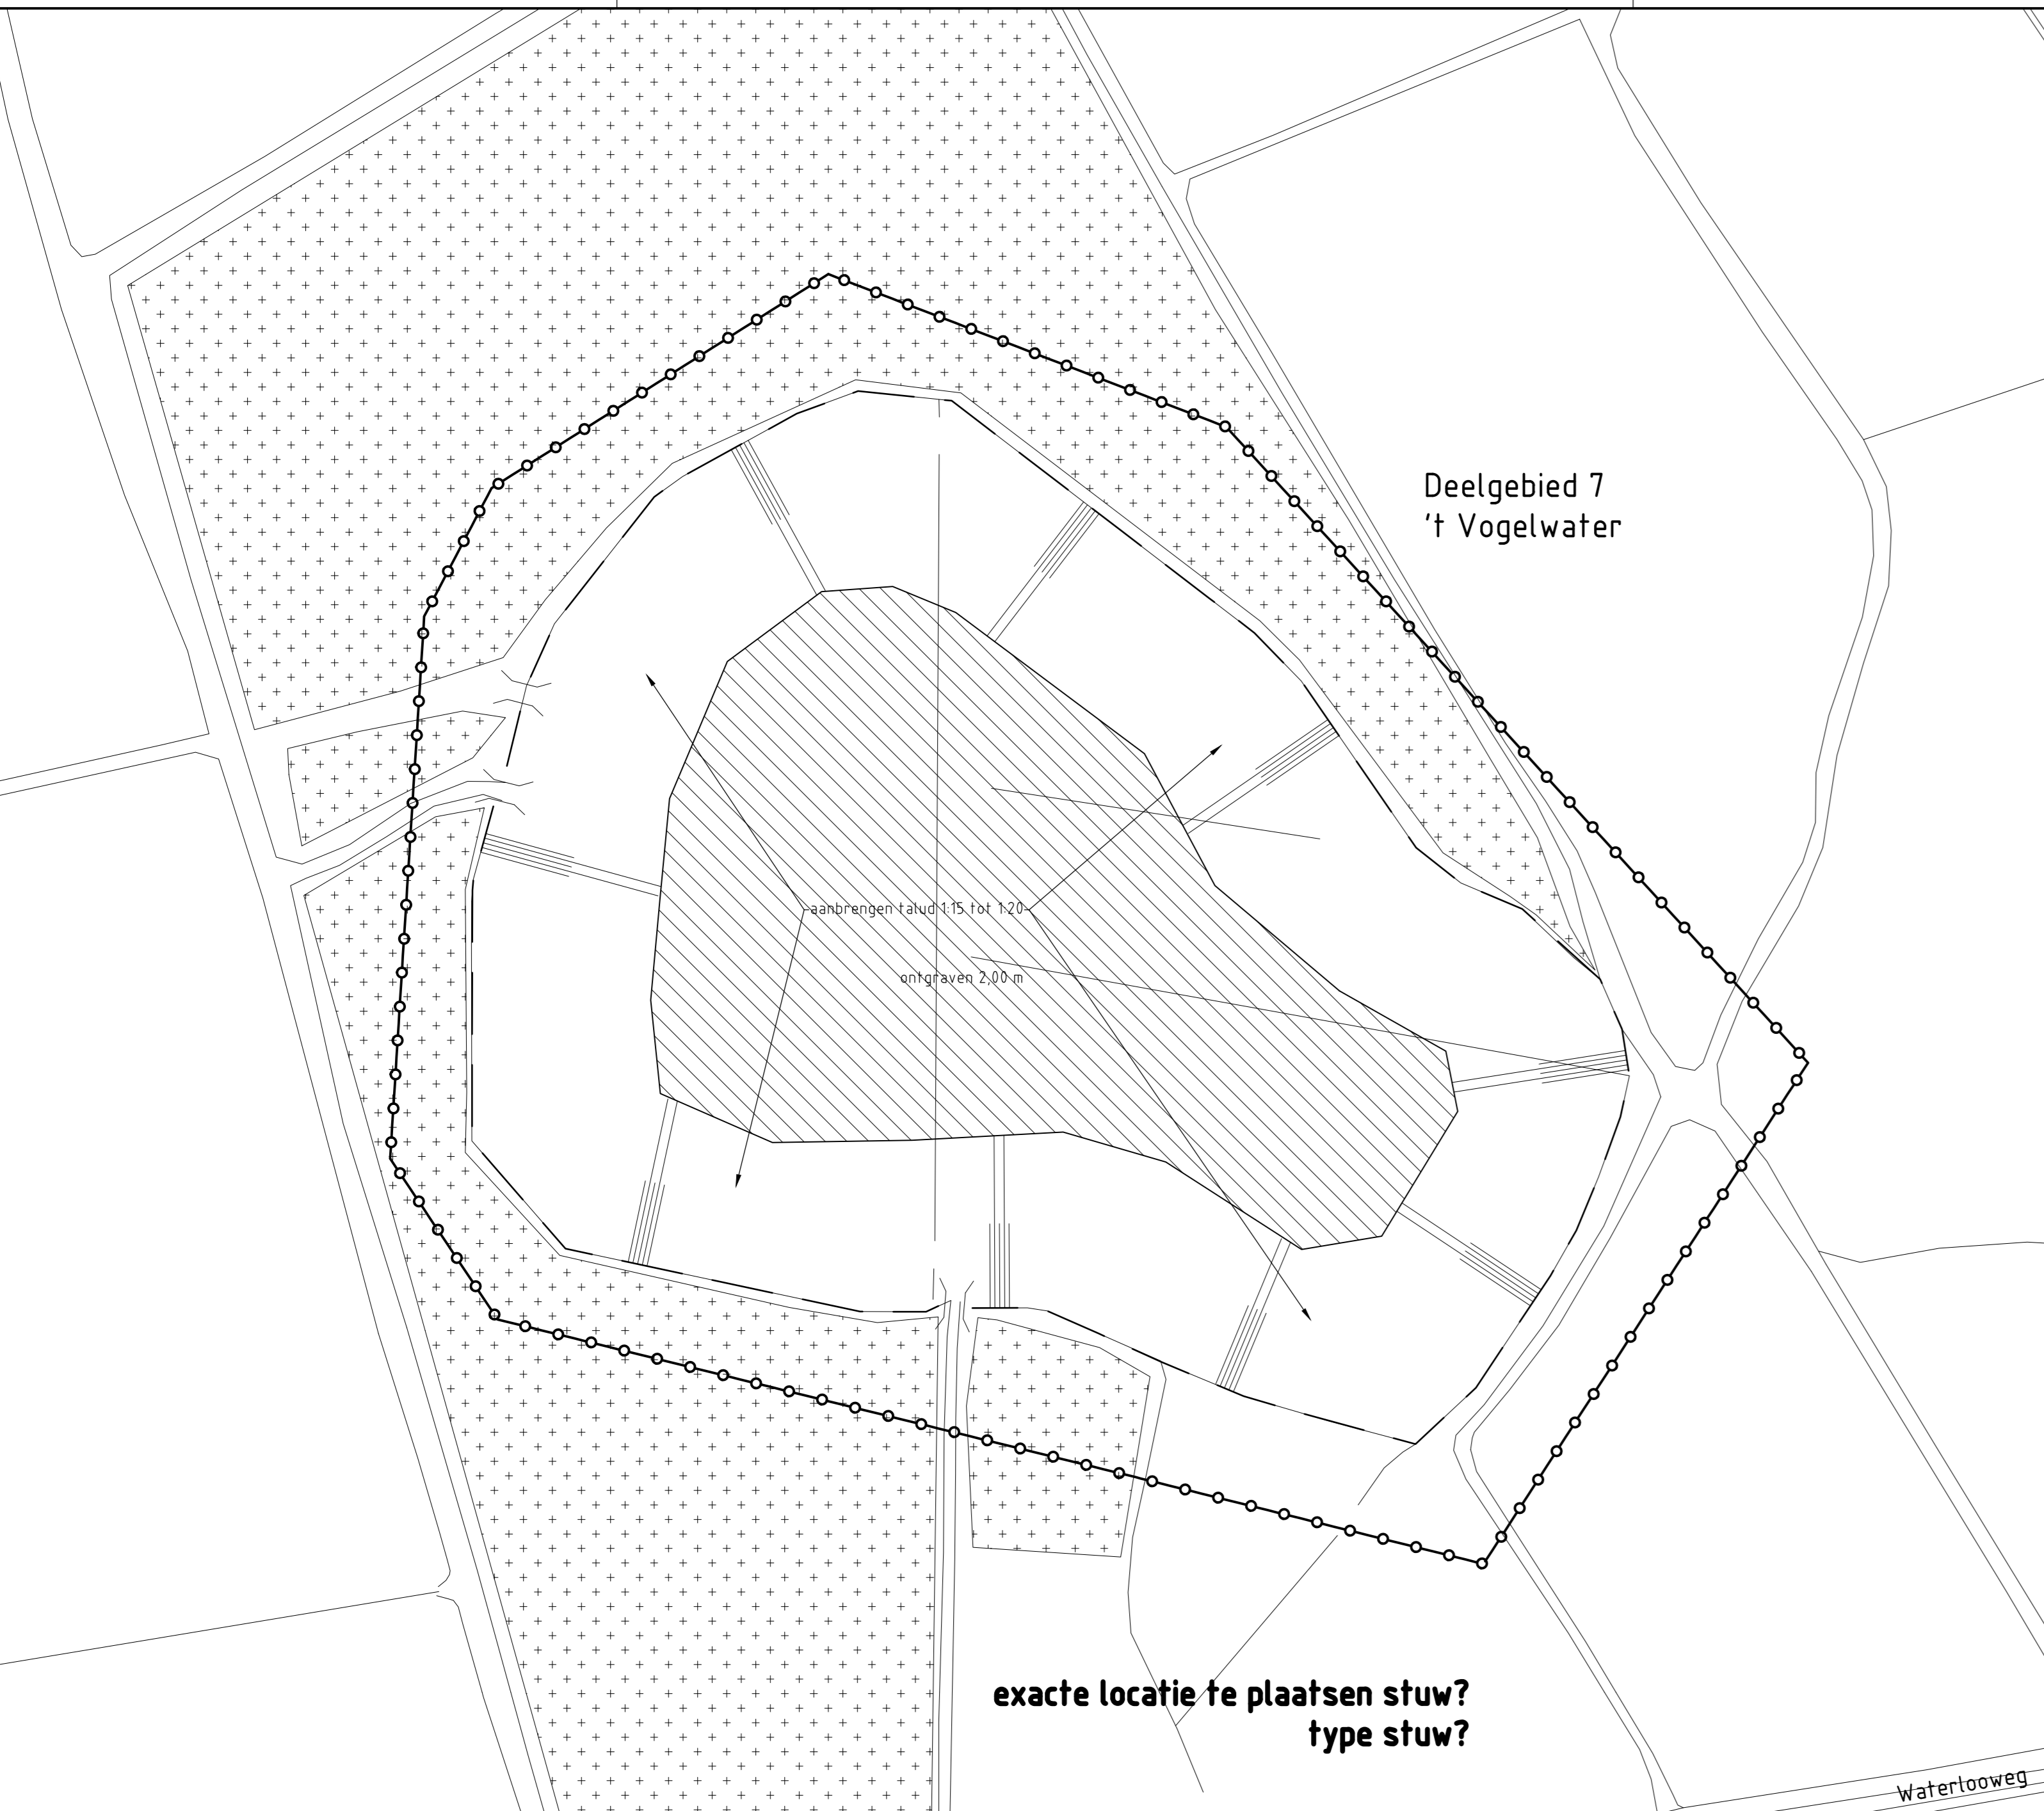 Deelgebied 7
't Vogelwater
aanbrengen talud 1:15 tot 1:20
ontgraven 2,00 m
exacte locatie te plaatsen stuw?
type stuw?
Waterlooweg